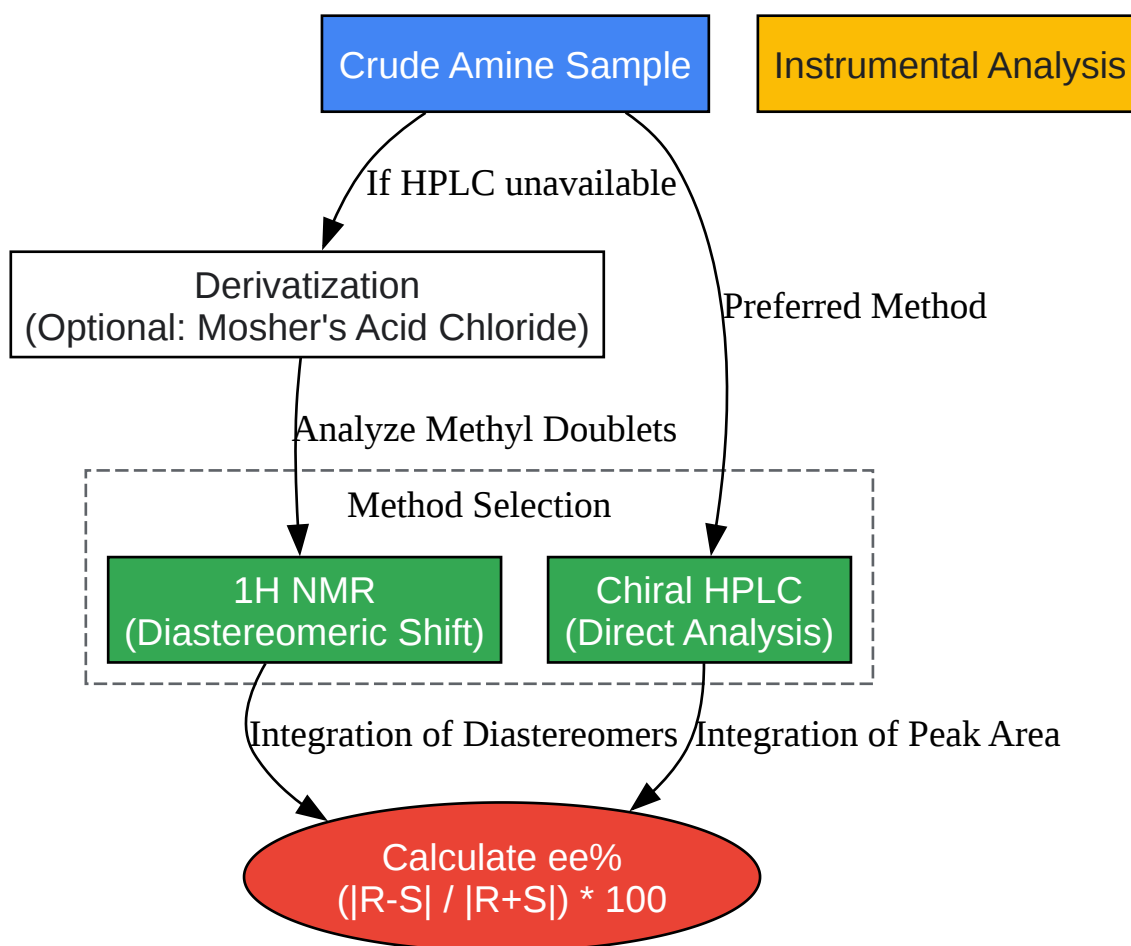 Crude Amine Sample
Instrumental Analysis
If HPLC unavailable
Derivatization
(Optional: Mosher's Acid Chloride)
Preferred Method
Analyze Methyl Doublets
Method Selection
1H NMR
(Diastereomeric Shift)
Chiral HPLC
(Direct Analysis)
Integration of Diastereomers
Integration of Peak Area
Calculate ee%
(|R-S| / |R+S|) * 100